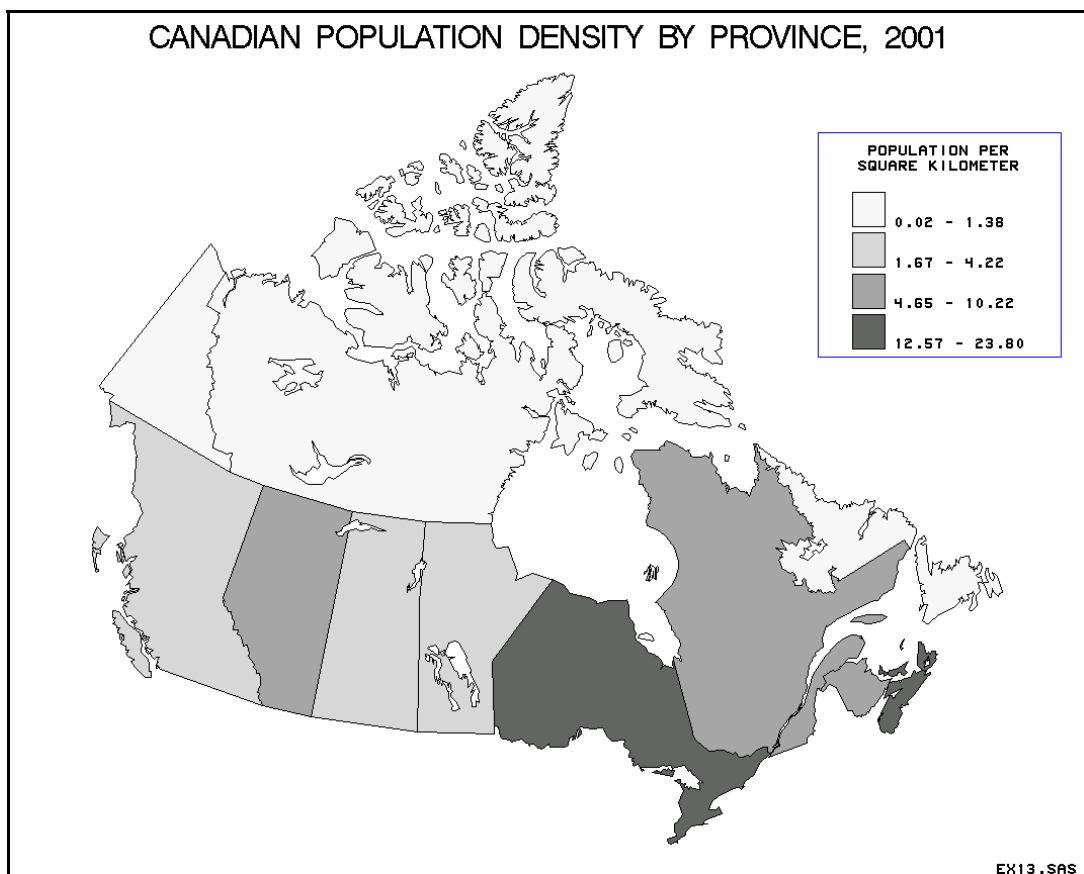 CANADIAN POPULATION DENSITY BY PROVINCE, 2001
POPULATION PER
SQUARE KILOMETER
0.02 - 1.38
1.67 - 4.22
4.65 - 10.22
12.57 - 23.80
EX13.SAS